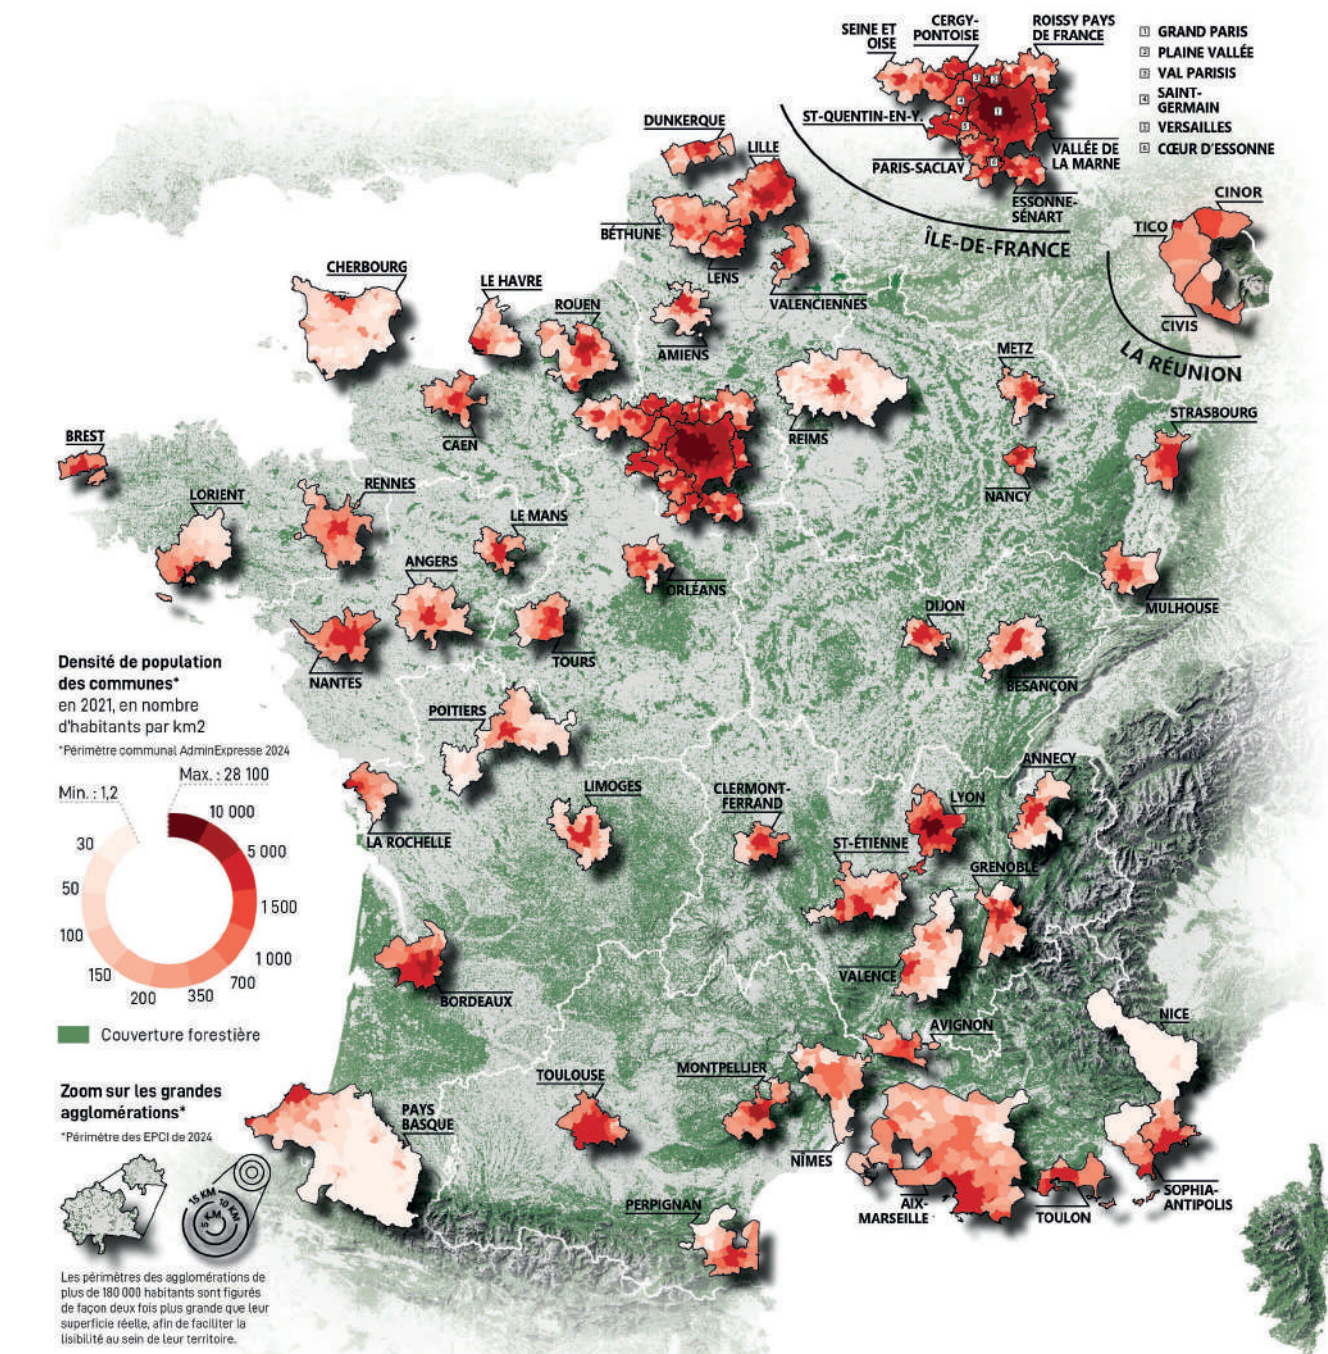 SEINE ET
OISE
CERGY-
PONTOISE
ROISSY PAYS
DE FRANCE
1 GRAND PARIS
2 PLAINE VALLÉE
3 VAL PARISIS
4 SAINT-
GERMAIN
5 VERSAILLES
6 CŒUR D'ESSONNE
3
2
4
1
5
6
ST-QUENTIN-EN-Y.
VALLÉE DE
LA MARNE
PARIS-SACLAY
ESSONNE-
SÉNART
ÎLE-DE-FRANCE
DUNKERQUE
LILLE
BÉTHUNE
LENS
VALENCIENNES
CINOR
TICO
CIVIS
LA RÉUNION
CHERBOURG
LE HAVRE
ROUEN
AMIENS
METZ
REIMS
STRASBOURG
CAEN
BREST
NANCY
RENNES
LORIENT
LE MANS
ANGERS
ORLÉANS
MULHOUSE
DIJON
BESANÇON
TOURS
NANTES
POITIERS
ANNECY
LIMOGES
CLERMONT-
FERRAND
LYON
LA ROCHELLE
ST-ÉTIENNE
GRENOBLE
VALENCE
BORDEAUX
NICE
AVIGNON
MONTPELLIER
TOULOUSE
PAYS
BASQUE
NÎMES
AIX-
MARSEILLE
TOULON
SOPHIA-
ANTIPOLIS
PERPIGNAN
Densité de population
des communes*
en 2021, en nombre
d'habitants par km2
*Périmètre communal AdminExpresse 2024
Max. : 28 100
Min. : 1,2
10 000
5 000
1 500
1 000
700
350
200
150
100
50
30
Couverture forestière
Zoom sur les grandes
agglomérations*
*Périmètre des EPCI de 2024
15 KM
10 KM
5 KM
Les périmètres des agglomérations de
plus de 180 000 habitants sont figurés
de façon deux fois plus grande que leur
superficie réelle, afin de faciliter la
lisibilité au sein de leur territoire.